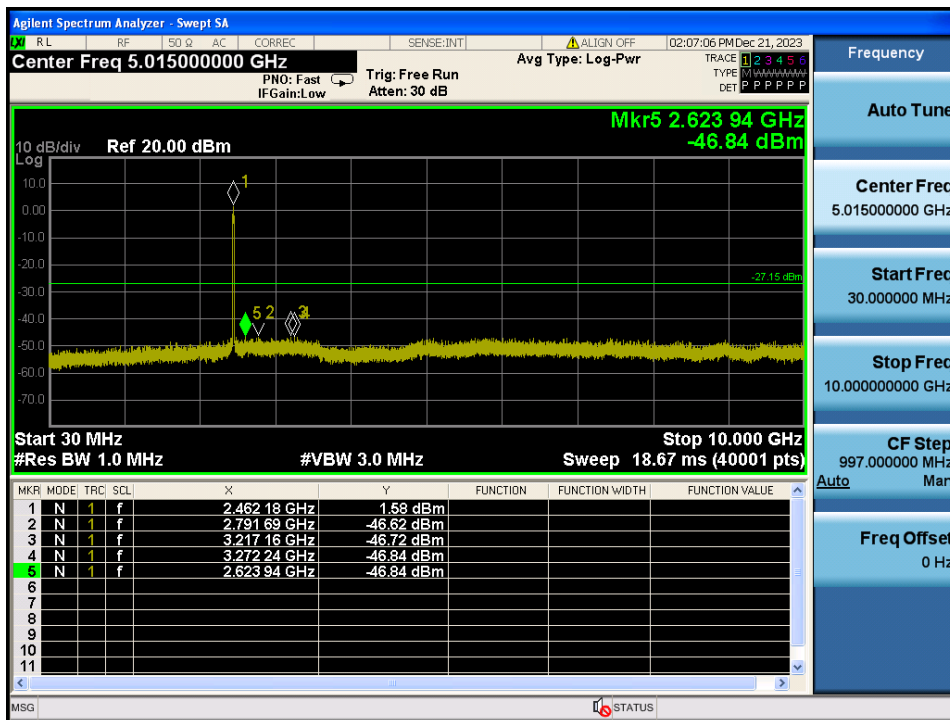 Agilent Spectrum Analyzer - Swept SA
LXI RL RF 50 Ω AC CORREC SENSE:INT ALIGN OFF 02:07:06 PM Dec 21, 2023
Center Freq 5.015000000 GHz
PNO: Fast
IFGain:Low
Trig: Free Run
Atten: 30 dB
Avg Type: Log-Pwr
TRACE 1 2 3 4 5 6
TYPE M
DET P P P P P P
Mkr5 2.623 94 GHz
-46.84 dBm
10 dB/div Ref 20.00 dBm
Log
10.0
0.00
-10.0
-20.0
-30.0
-40.0
-50.0
-60.0
-70.0
1
5 2 3 4
-27.15 dBm
Start 30 MHz Stop 10.000 GHz
#Res BW 1.0 MHz #VBW 3.0 MHz Sweep 18.67 ms (40001 pts)
MKR MODE TRC SCL X Y FUNCTION FUNCTION WIDTH FUNCTION VALUE
1 N 1 f 2.462 18 GHz 1.58 dBm
2 N 1 f 2.791 69 GHz -46.62 dBm
3 N 1 f 3.217 16 GHz -46.72 dBm
4 N 1 f 3.272 24 GHz -46.84 dBm
5 N 1 f 2.623 94 GHz -46.84 dBm
6
7
8
9
10
11
MSG STATUS
Frequency
Auto Tune
Center Freq
5.015000000 GHz
Start Freq
30.000000 MHz
Stop Freq
10.000000000 GHz
CF Step
997.000000 MHz
Auto Man
Freq Offset
0 Hz